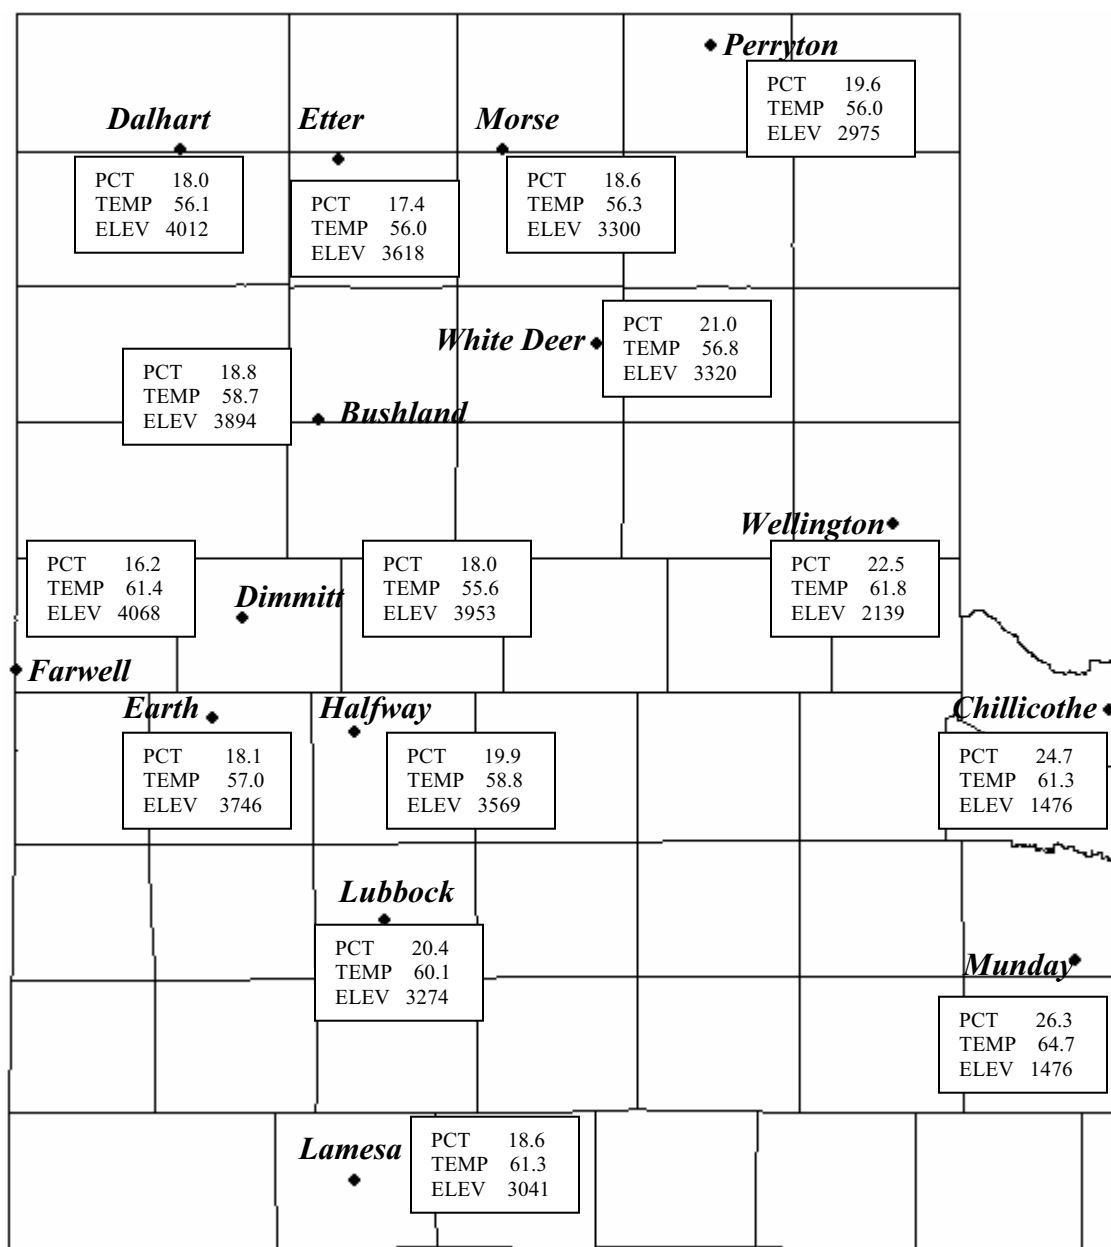 Perryton
PCT 19.6
TEMP 56.0
ELEV 2975
Dalhart
PCT 18.0
TEMP 56.1
ELEV 4012
Etter
PCT 17.4
TEMP 56.0
ELEV 3618
Morse
PCT 18.6
TEMP 56.3
ELEV 3300
White Deer
PCT 21.0
TEMP 56.8
ELEV 3320
PCT 18.8
TEMP 58.7
ELEV 3894
Bushland
Wellington
PCT 22.5
TEMP 61.8
ELEV 2139
PCT 16.2
TEMP 61.4
ELEV 4068
Farwell
Dimmitt
PCT 18.0
TEMP 55.6
ELEV 3953
Earth
PCT 18.1
TEMP 57.0
ELEV 3746
Halfway
PCT 19.9
TEMP 58.8
ELEV 3569
Chillicothe
PCT 24.7
TEMP 61.3
ELEV 1476
Lubbock
PCT 20.4
TEMP 60.1
ELEV 3274
Munday
PCT 26.3
TEMP 64.7
ELEV 1476
Lamesa
PCT 18.6
TEMP 61.3
ELEV 3041